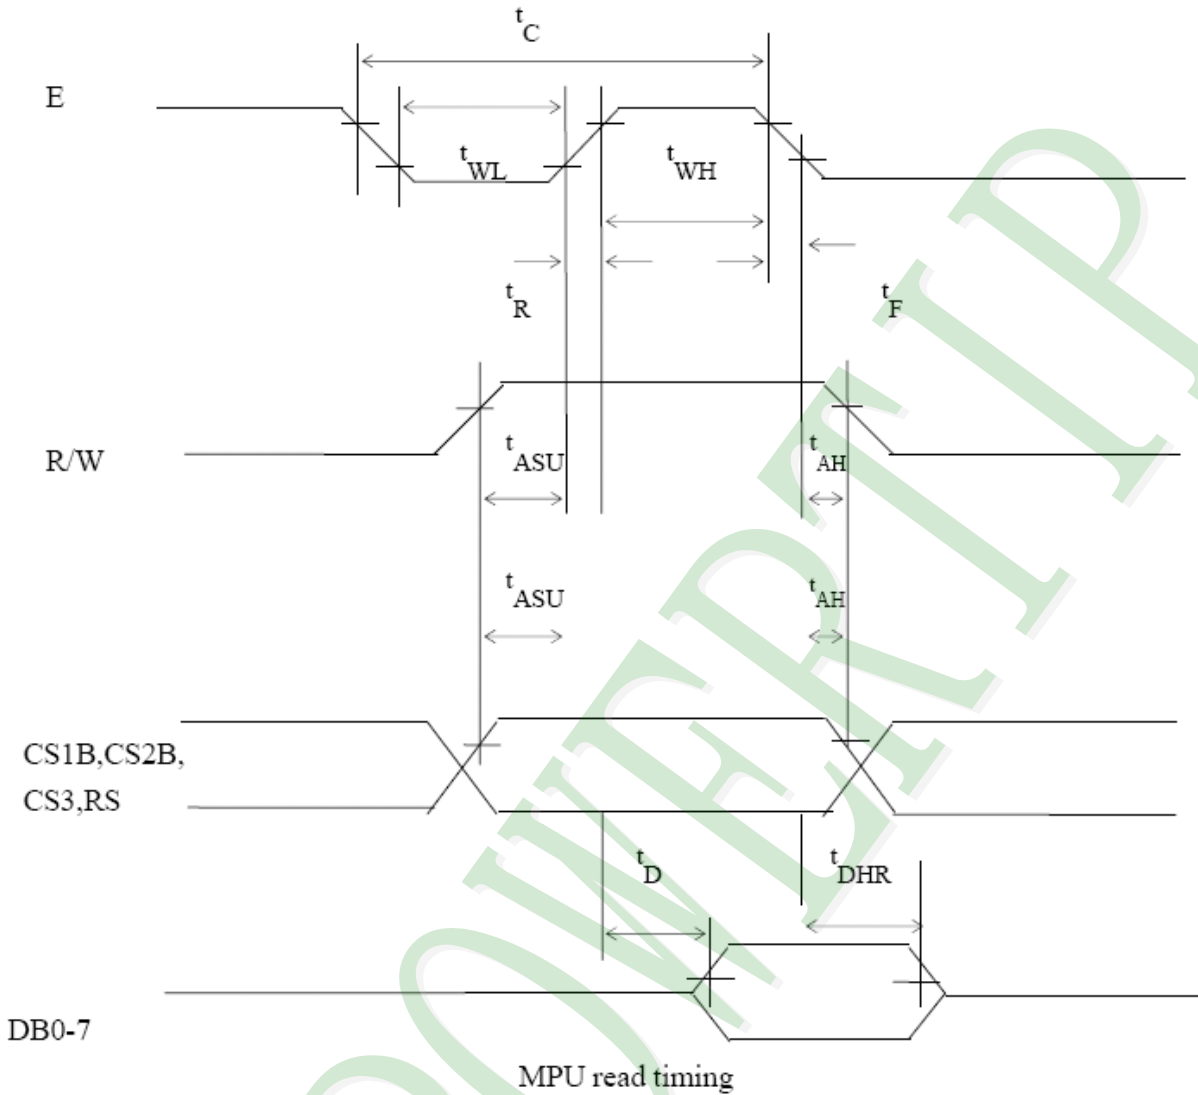 tC
E
tWL
tWH
tR
tF
R/W
tASU
tAH
tASU
tAH
CS1B,CS2B,
CS3,RS
tD
tDHR
DB0-7
MPU read timing
POWERTIP